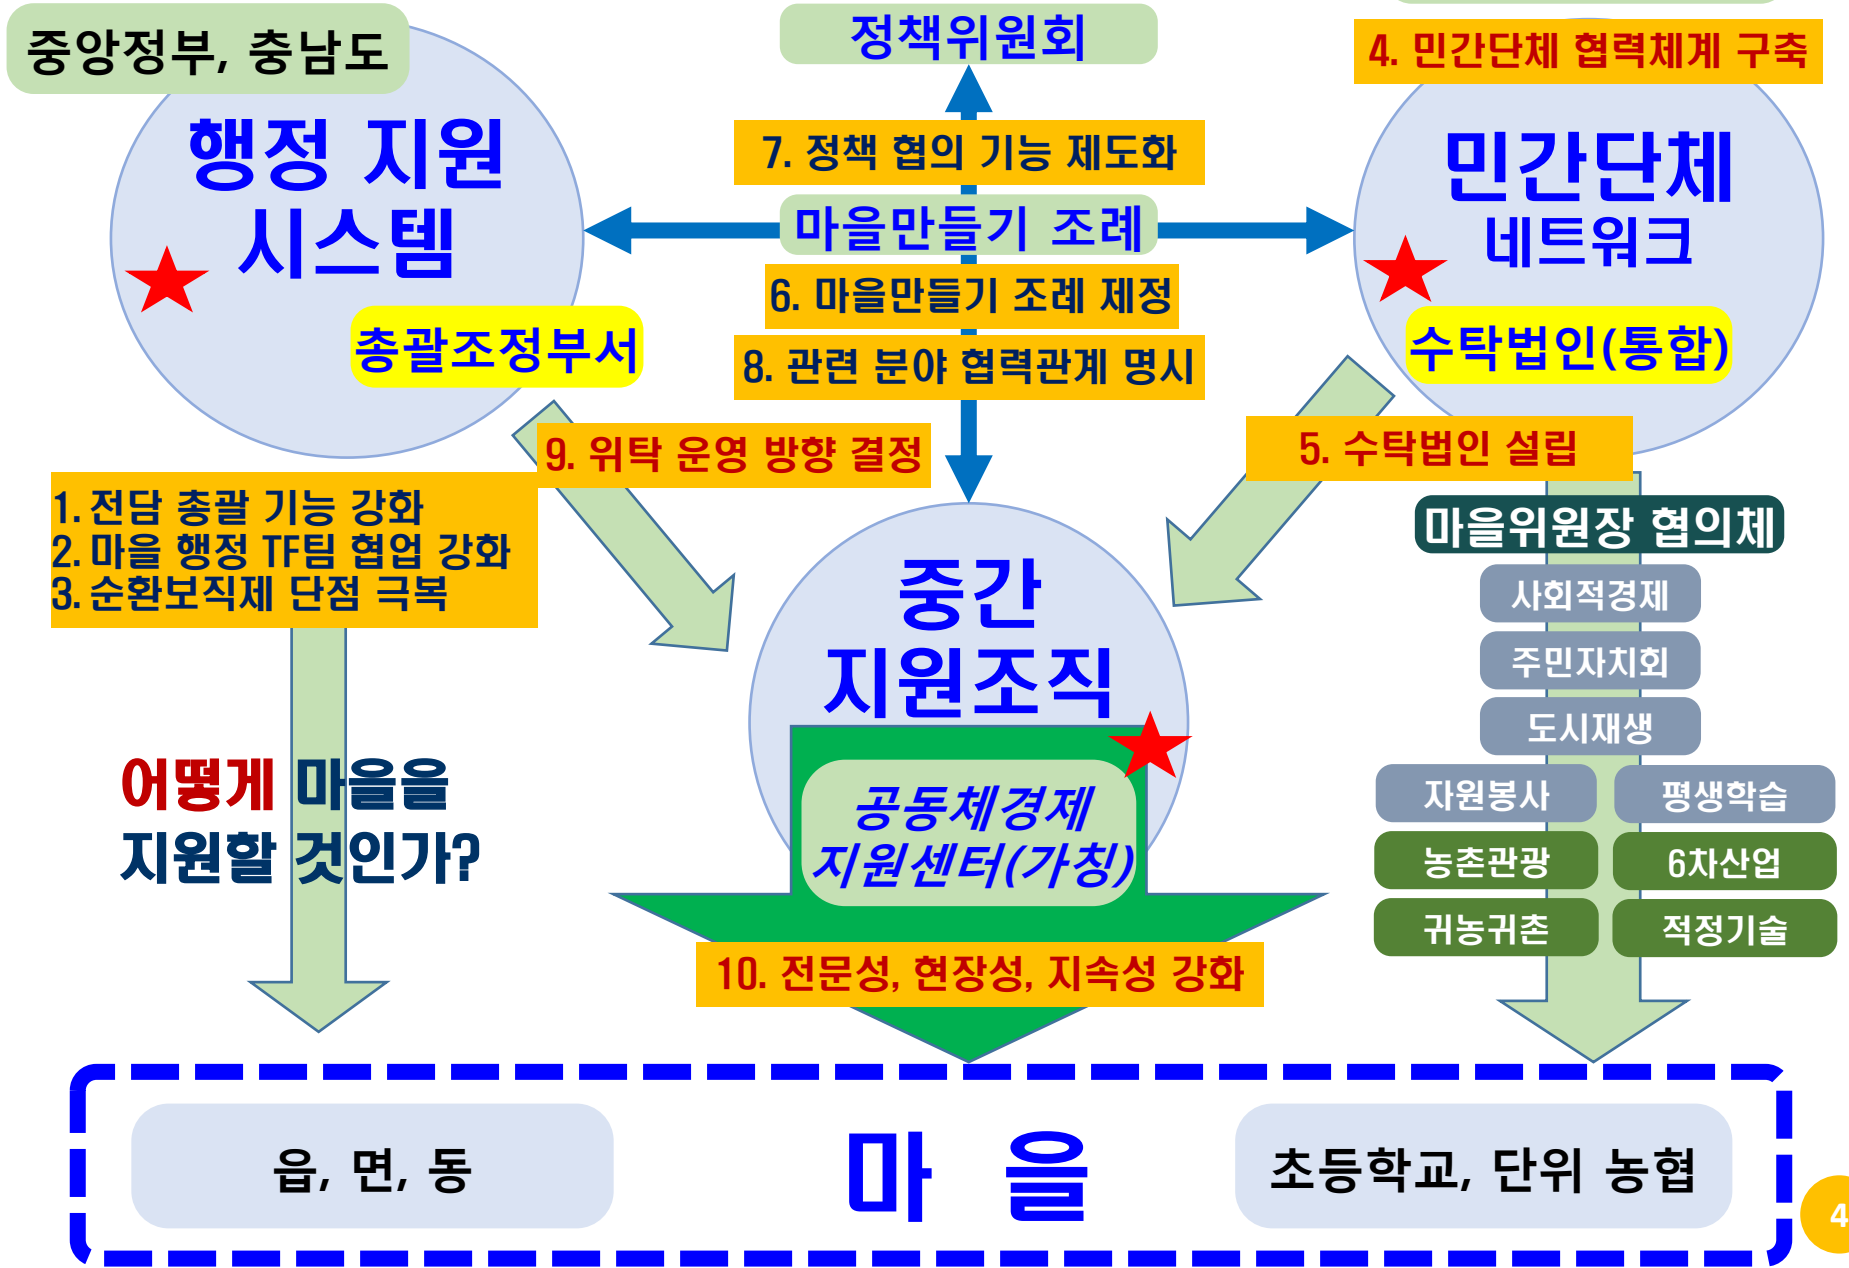 중앙정부, 충남도
행정 지원
시스템
총괄조정부서
정책위원회
7. 정책 협의 기능 제도화
마을만들기 조례
6. 마을만들기 조례 제정
8. 관련 분야 협력관계 명시
4. 민간단체 협력체계 구축
민간단체
네트워크
수탁법인(통합)
9. 위탁 운영 방향 결정
5. 수탁법인 설립
1. 전담 총괄 기능 강화
2. 마을 행정 TF팀 협업 강화
3. 순환보직제 단점 극복
어떻게 마을을
지원할 것인가?
중간
지원조직
공동체경제
지원센터(가칭)
10. 전문성, 현장성, 지속성 강화
마을위원장 협의체
사회적경제
주민자치회
도시재생
자원봉사 평생학습
농촌관광 6차산업
귀농귀촌 적정기술
읍, 면, 동
마 을
초등학교, 단위 농협
4